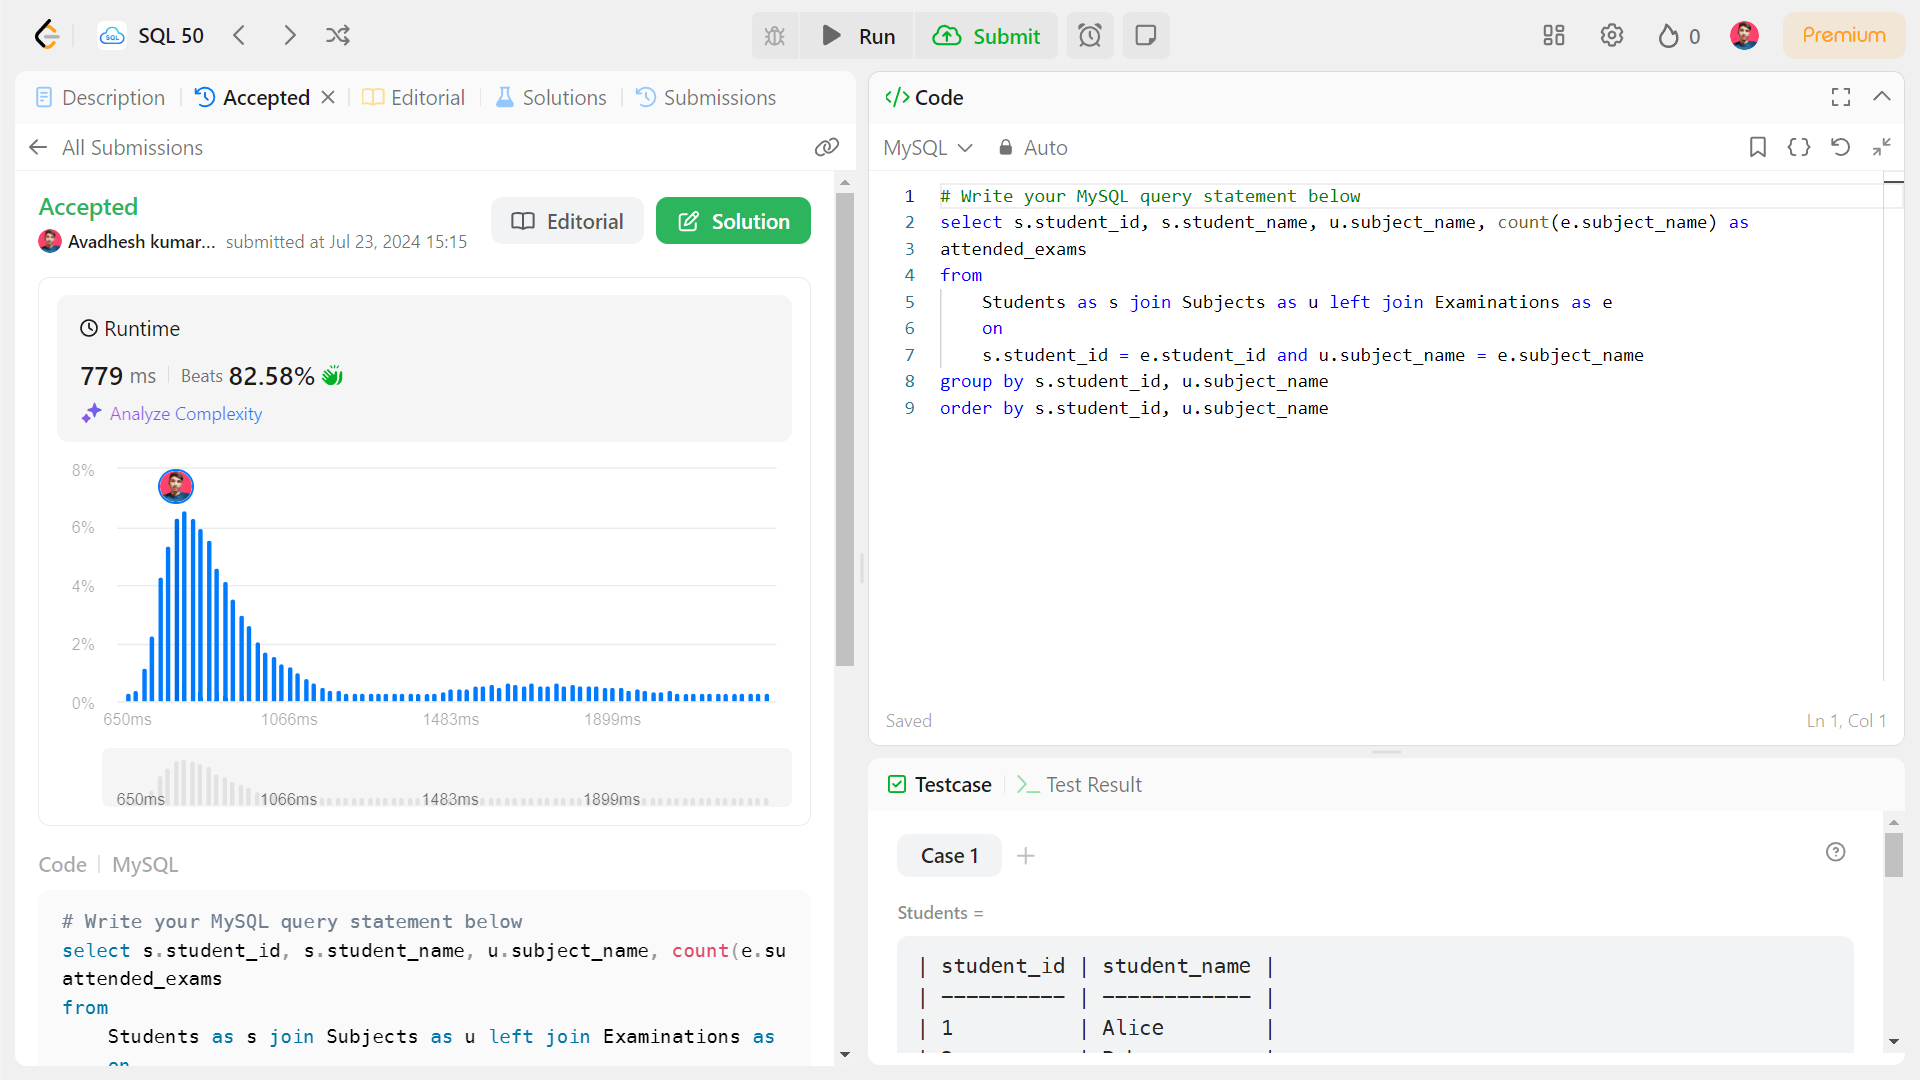 SQL 50
Run
Submit
0
Premium
Description
Accepted
Editorial
Solutions
Submissions
All Submissions
Accepted
Editorial
Solution
Avadhesh kumar... submitted at Jul 23, 2024 15:15
Runtime
779 ms Beats 82.58%
Analyze Complexity
8%
6%
4%
2%
0%
650ms 1066ms 1483ms 1899ms
650ms 1066ms 1483ms 1899ms
Code MySQL
# Write your MySQL query statement below
select s.student_id, s.student_name, u.subject_name, count(e.su
attended_exams
from
Students as s join Subjects as u left join Examinations as
on
</> Code
MySQL Auto
1 # Write your MySQL query statement below
2 select s.student_id, s.student_name, u.subject_name, count(e.subject_name) as
3 attended_exams
4 from
5 Students as s join Subjects as u left join Examinations as e
6 on
7 s.student_id = e.student_id and u.subject_name = e.subject_name
8 group by s.student_id, u.subject_name
9 order by s.student_id, u.subject_name
Saved Ln 1, Col 1
Testcase
Test Result
Case 1 +
Students =
| student_id | student_name |
| ---------- | ------------ |
| 1 | Alice |